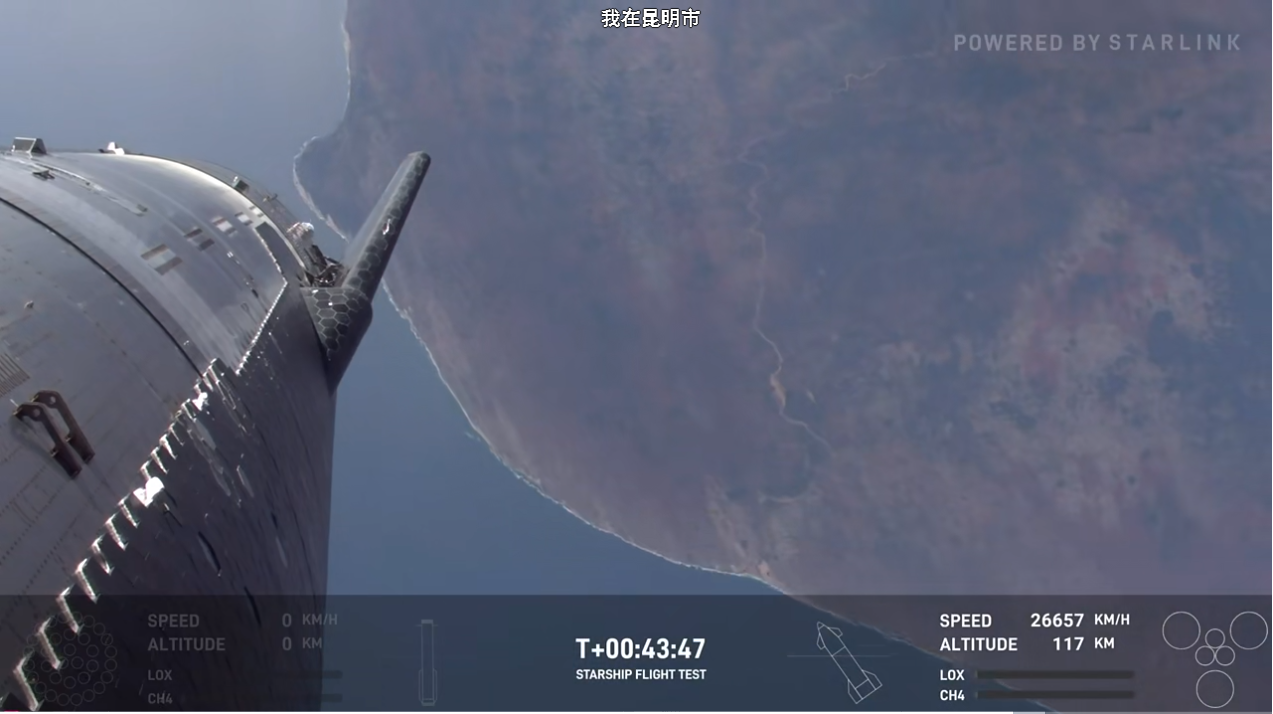 我在昆明市
POWERED BY STARLINK
SPEED 0 KM/H
ALTITUDE 0 KM
LOX
CH4
T+00:43:47
STARSHIP FLIGHT TEST
SPEED 26657 KM/H
ALTITUDE 117 KM
LOX
CH4